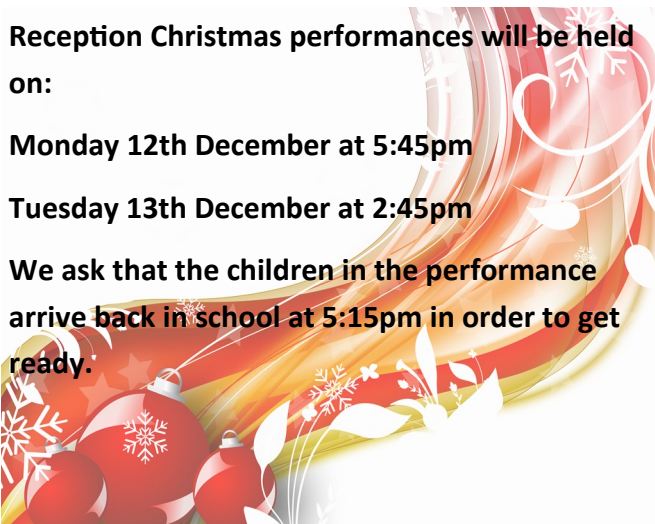 Reception Christmas performances will be held
on:
Monday 12th December at 5:45pm
Tuesday 13th December at 2:45pm
We ask that the children in the performance
arrive back in school at 5:15pm in order to get
ready.